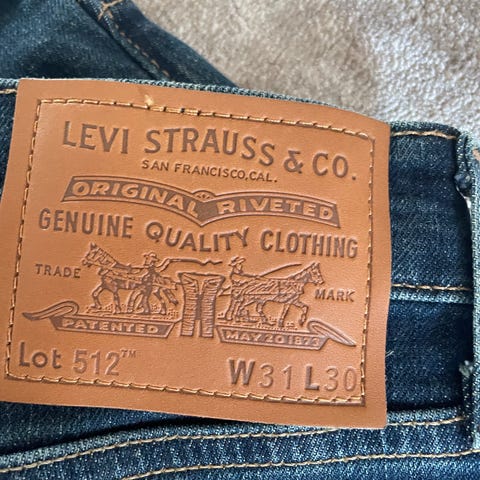 LEVI STRAUSS & CO.
SAN FRANCISCO, CAL.
ORIGINAL RIVETED
GENUINE QUALITY CLOTHING
TRADE MARK
PATENTED MAY 20 1873
Lot 512™ W31 L30